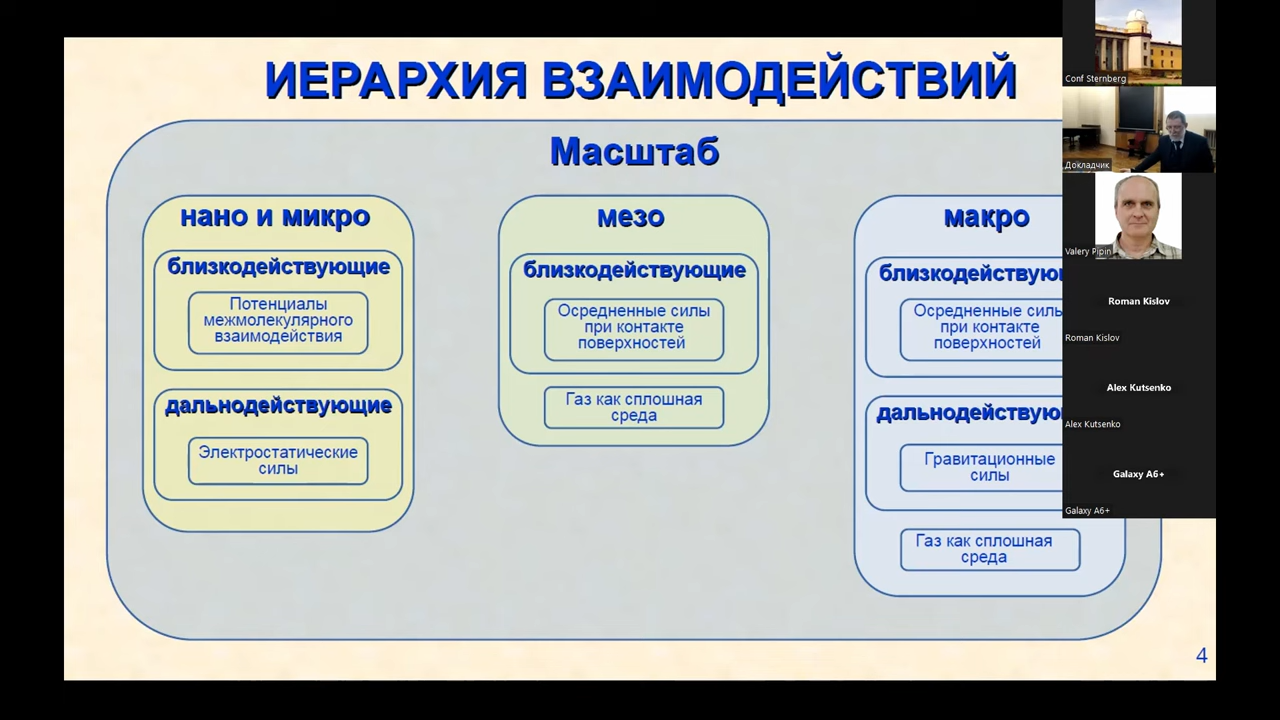 ИЕРАРХИЯ ВЗАИМОДЕЙСТВИЙ
Масштаб
нано и микро
близкодействующие
Потенциалы
межмолекулярного
взаимодействия
дальнодействующие
Электростатические
силы
мезо
близкодействующие
Осредненные силы
при контакте
поверхностей
Газ как сплошная
среда
макро
близкодействую
Осредненные силы
при контакте
поверхностей
дальнодействую
Гравитационные
силы
Газ как сплошная
среда
4
Conf Sternberg
Докладчик
Valery Pipin
Roman Kislov
Roman Kislov
Alex Kutsenko
Alex Kutsenko
Galaxy A6+
Galaxy A6+